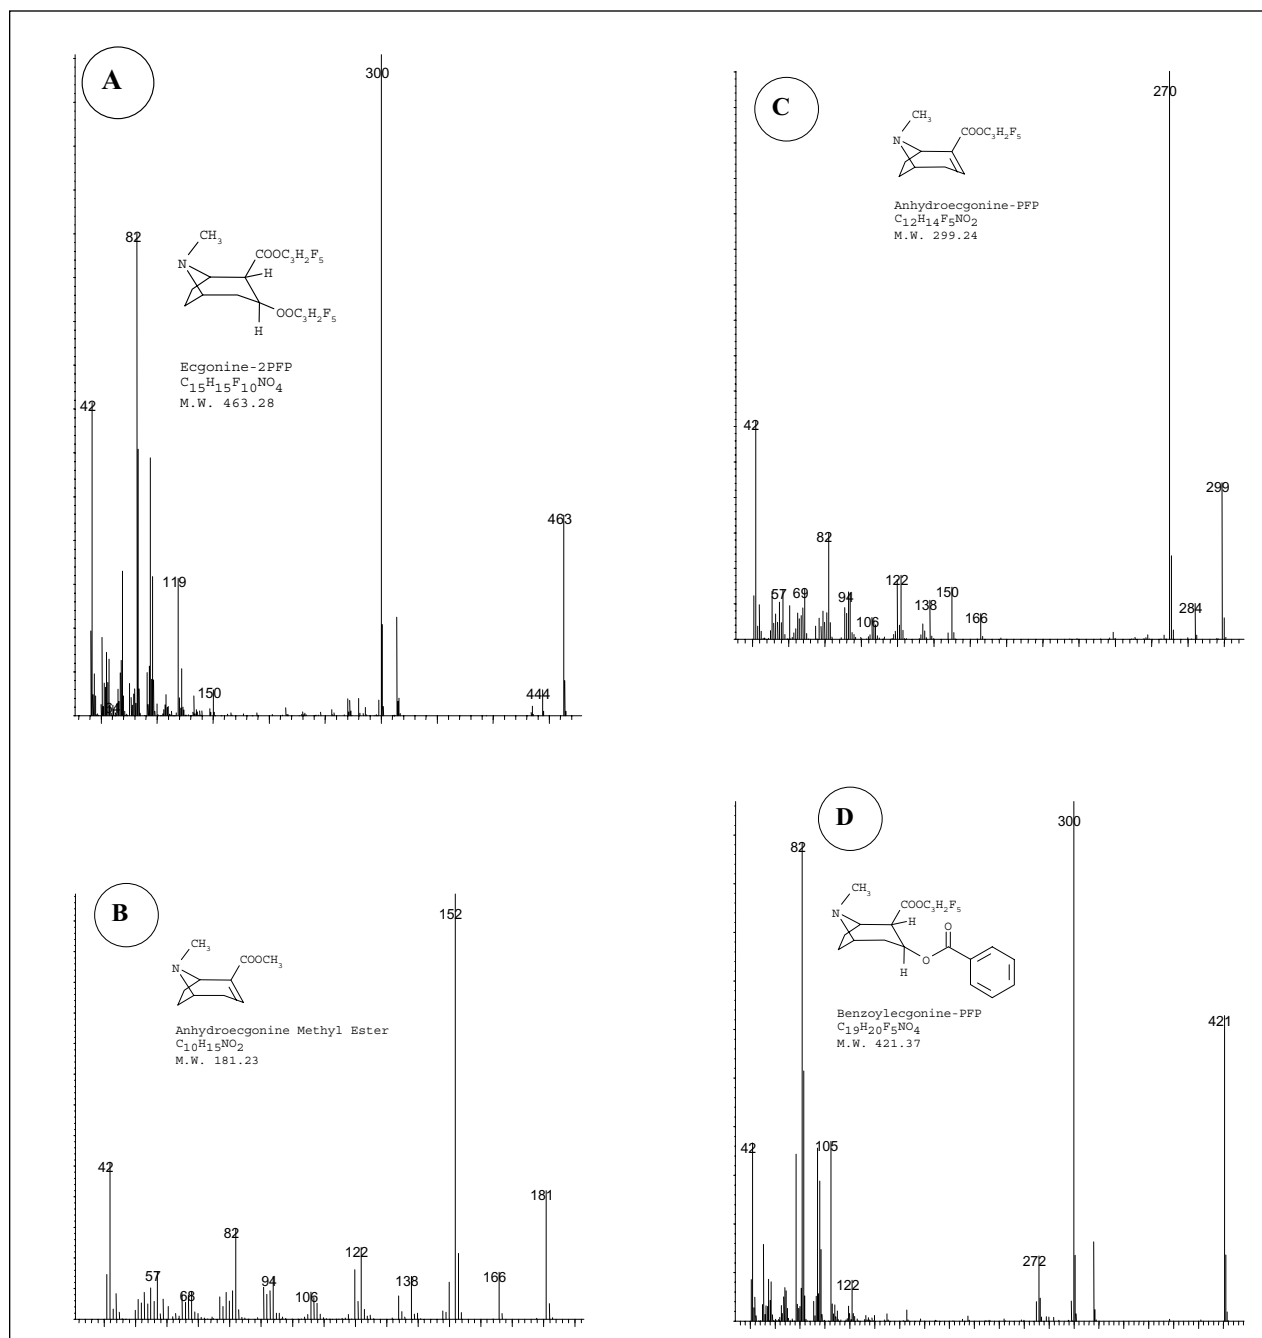 A
300
82
CH3
N
COOC3H2F5
H
OOC3H2F5
H
Ecgonine-2PFP
C15H15F10NO4
M.W. 463.28
42
463
119
150
444
C
270
CH3
N
COOC3H2F5
Anhydroecgonine-PFP
C12H14F5NO2
M.W. 299.24
42
299
82
57
69
94
106
122
138
150
166
284
B
152
CH3
N
COOCH3
Anhydroecgonine Methyl Ester
C10H15NO2
M.W. 181.23
42
181
82
57
68
94
106
122
138
166
D
300
82
CH3
N
COOC3H2F5
H
O
H
O
Benzoylecgonine-PFP
C19H20F5NO4
M.W. 421.37
421
42
105
272
122